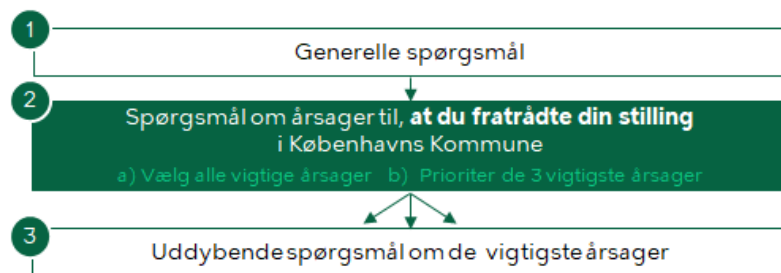 1
Generelle spørgsmål
2
Spørgsmål om årsager til, at du fratrådte din stilling
i Københavns Kommune
a) Vælg alle vigtige årsager b) Prioriter de 3 vigtigste årsager
3
Uddybende spørgsmål om de vigtigste årsager